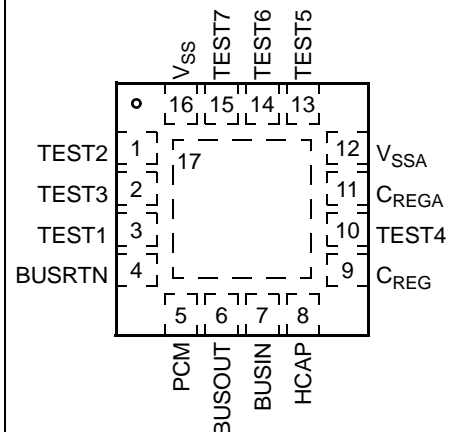 VSS
TEST7
TEST6
TEST5
16 15 14 13
TEST2 1 17 12 VSSA
TEST3 2 11 CREGA
TEST1 3 10 TEST4
BUSRTN 4 9 CREG
5 6 7 8
PCM
BUSOUT
BUSIN
HCAP